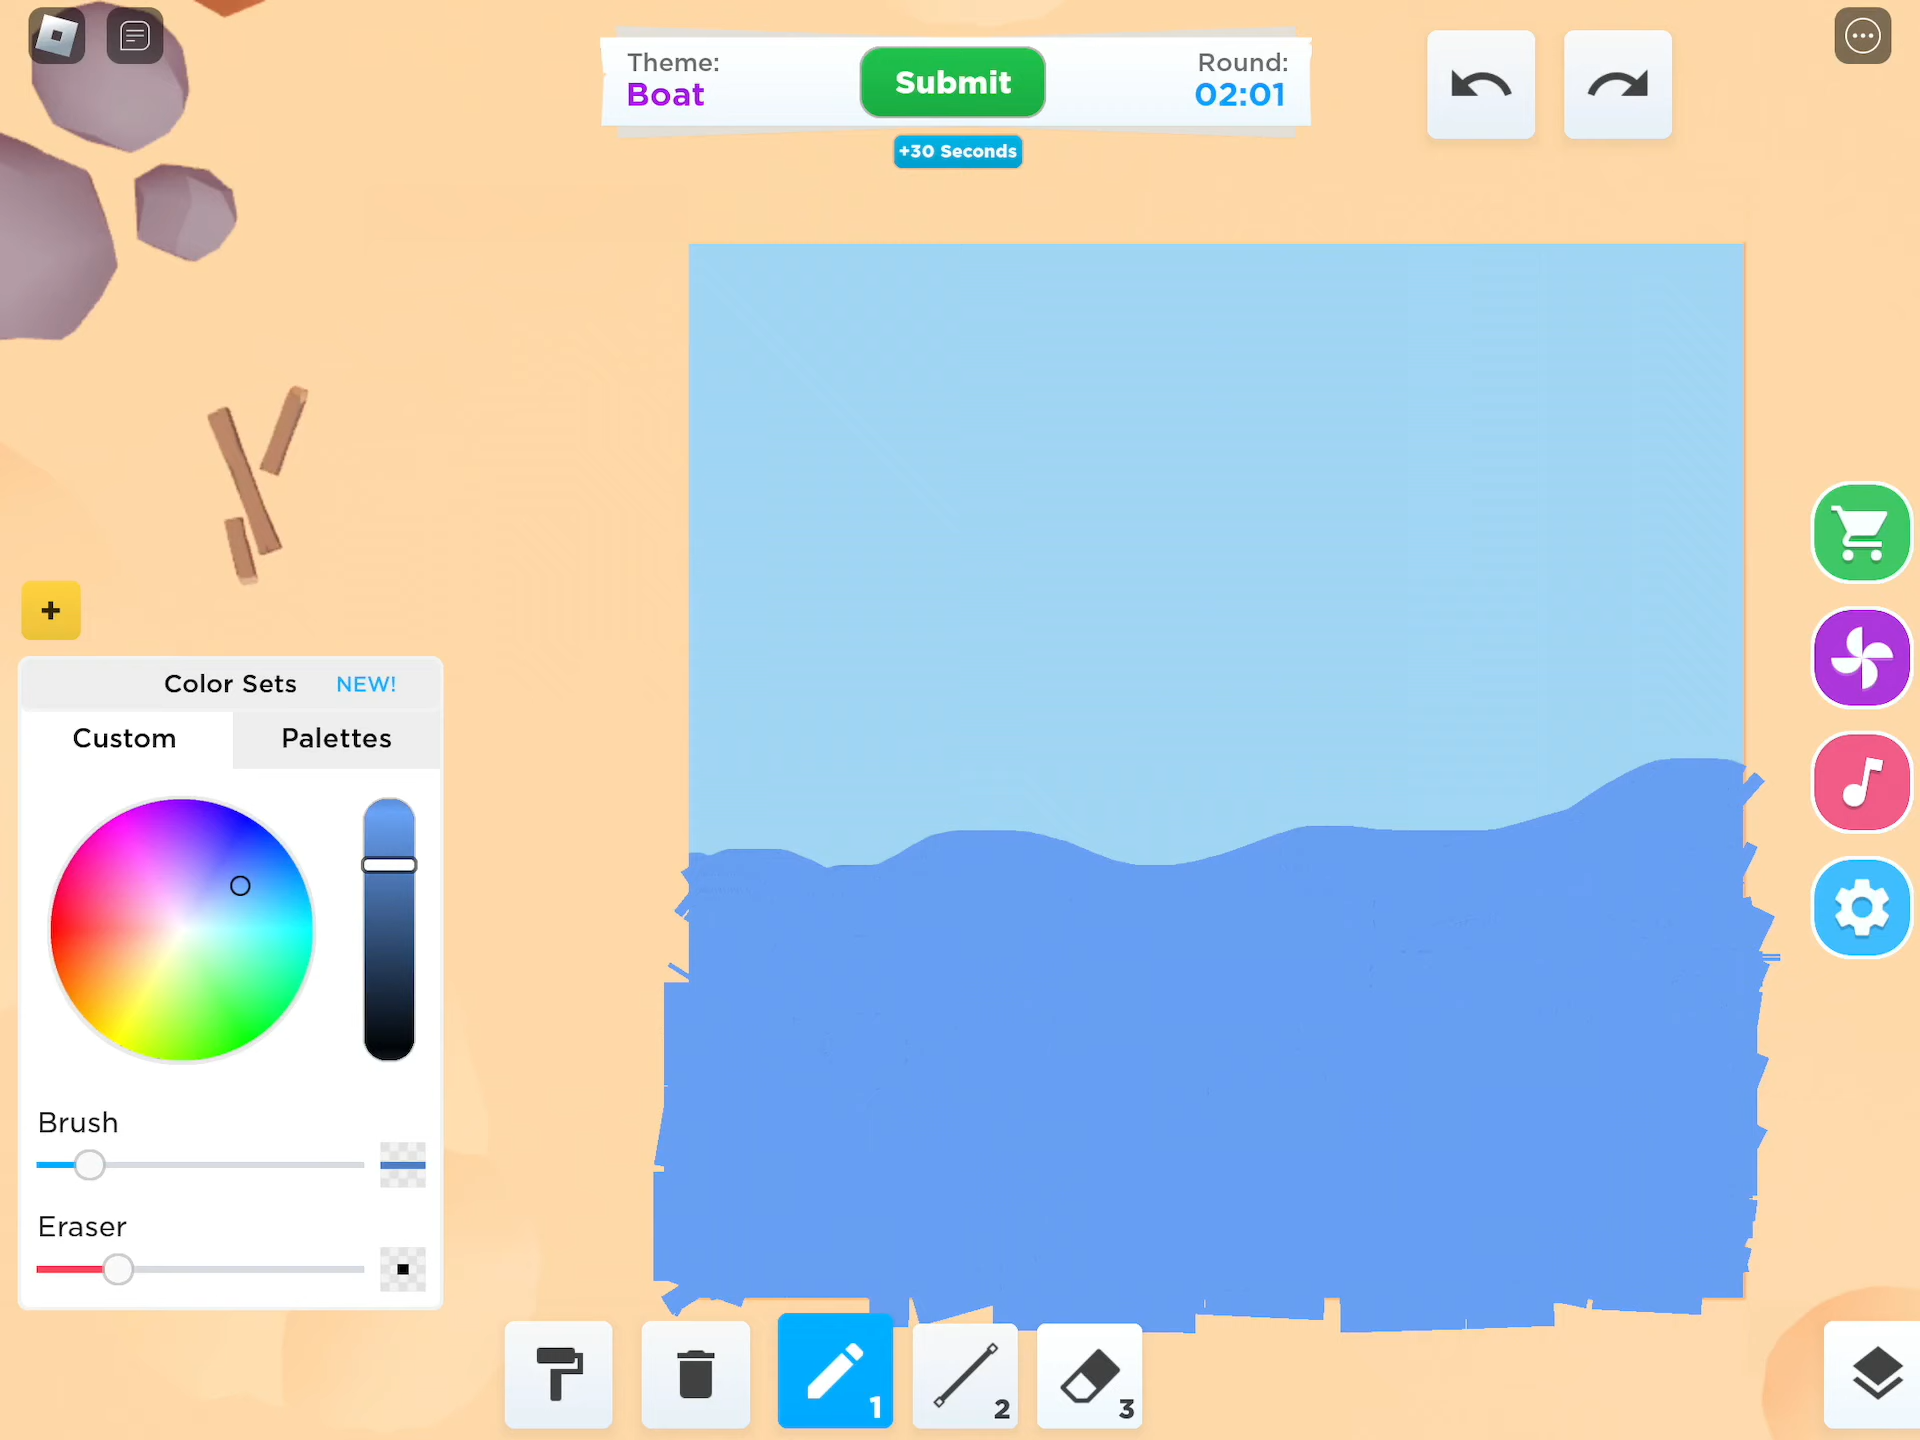 Theme:
Boat
Submit
Round:
02:01
+30 Seconds
+
Color Sets NEW!
Custom
Palettes
Brush
Eraser
1
2
3